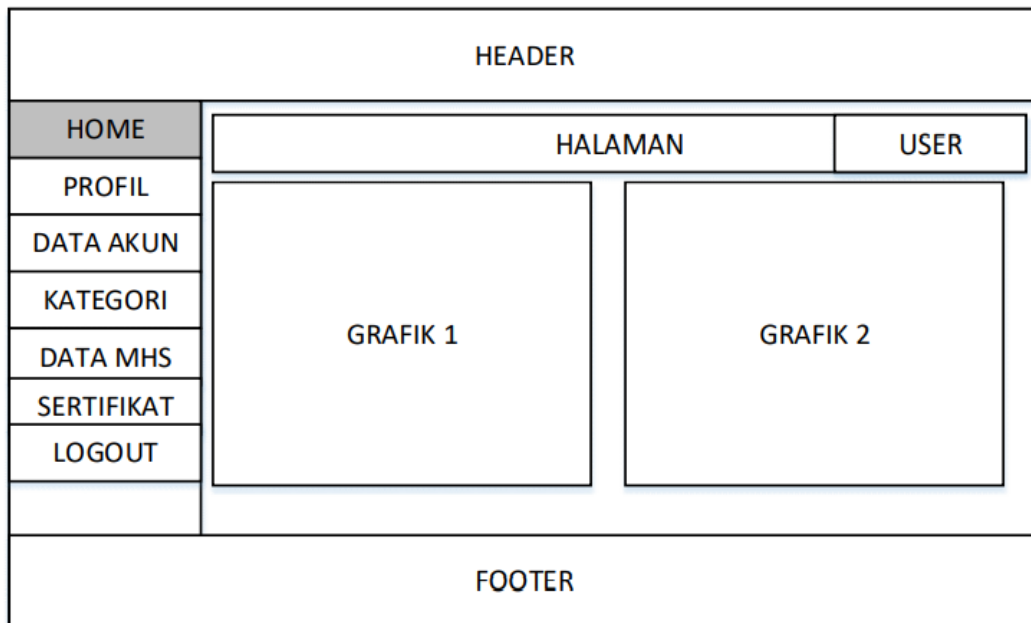 HEADER
HOME
PROFIL
DATA AKUN
KATEGORI
DATA MHS
SERTIFIKAT
LOGOUT
HALAMAN
USER
GRAFIK 1
GRAFIK 2
FOOTER